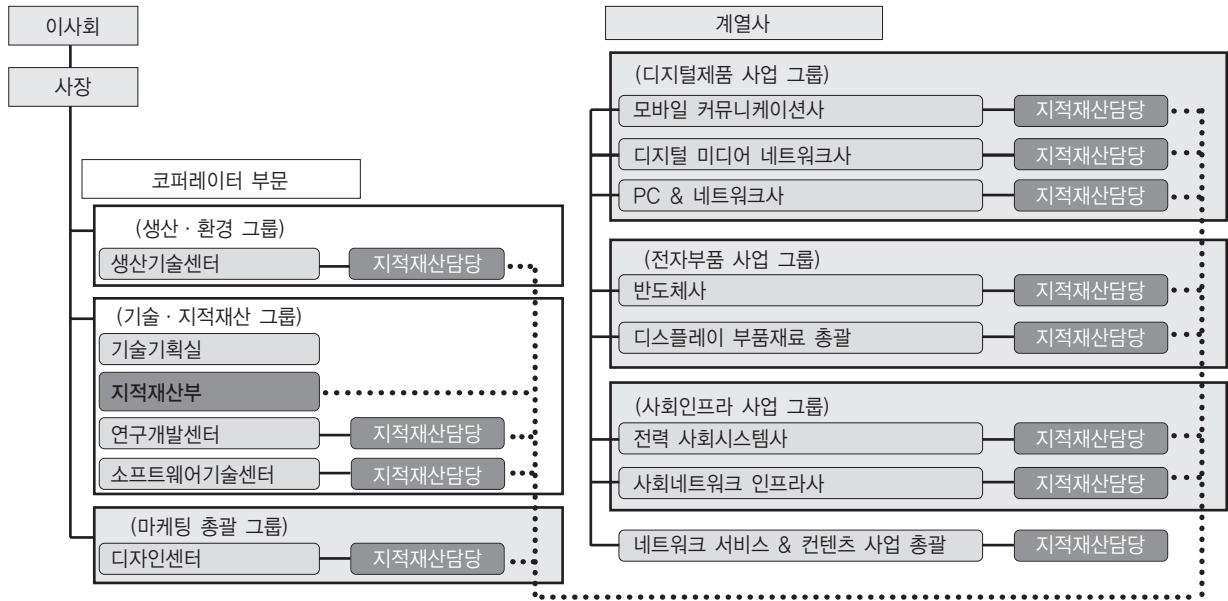 이사회
사장
코퍼레이터 부문
(생산 · 환경 그룹)
생산기술센터 지적재산담당
(기술 · 지적재산 그룹)
기술기획실
지적재산부
연구개발센터 지적재산담당
소프트웨어기술센터 지적재산담당
(마케팅 총괄 그룹)
디자인센터 지적재산담당
계열사
(디지털제품 사업 그룹)
모바일 커뮤니케이션사 지적재산담당
디지털 미디어 네트워크사 지적재산담당
PC & 네트워크사 지적재산담당
(전자부품 사업 그룹)
반도체사 지적재산담당
디스플레이 부품재료 총괄 지적재산담당
(사회인프라 사업 그룹)
전력 사회시스템사 지적재산담당
사회네트워크 인프라사 지적재산담당
네트워크 서비스 & 컨텐츠 사업 총괄 지적재산담당